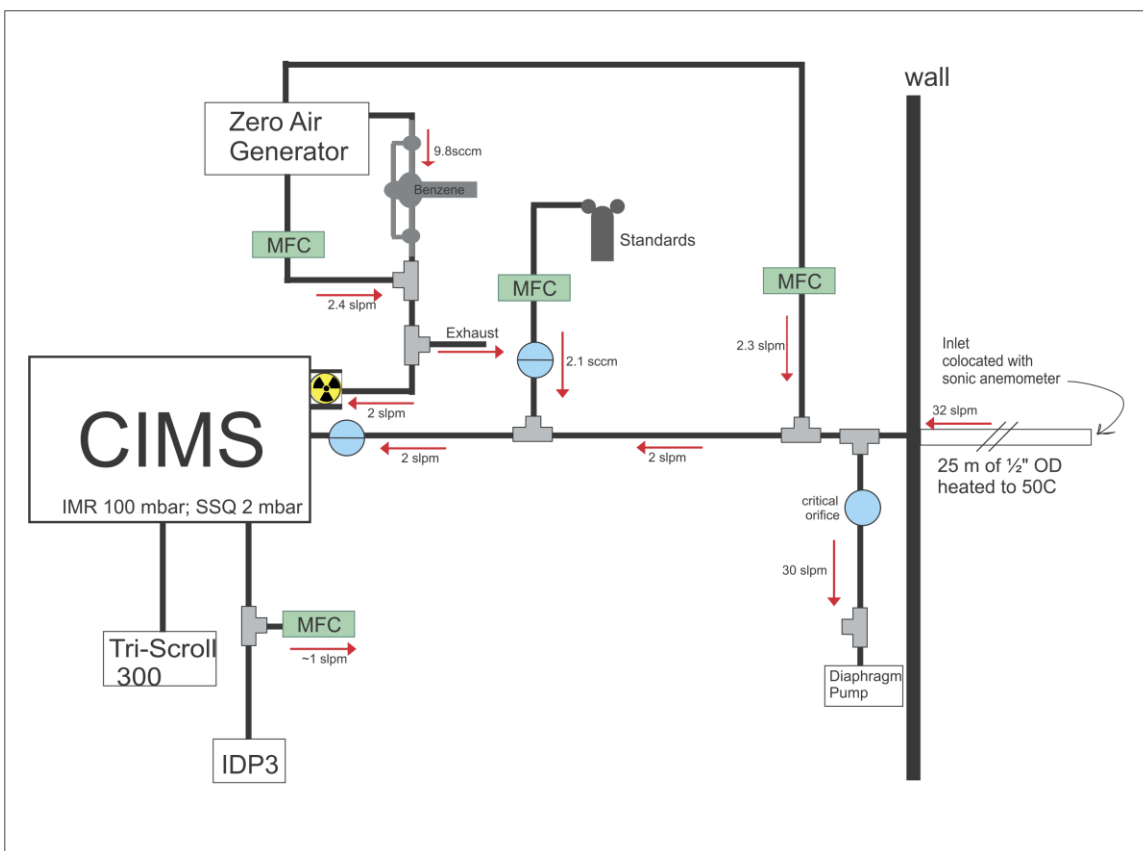 wall
Zero Air
Generator
9.8sccm
Benzene
MFC
Standards
MFC
MFC
2.4 slpm
Exhaust
2.1 sccm
2.3 slpm
Inlet
colocated with
sonic anemometer
2 slpm
32 slpm
CIMS
2 slpm
2 slpm
25 m of ½" OD
heated to 50C
IMR 100 mbar; SSQ 2 mbar
critical
orifice
30 slpm
MFC
~1 slpm
Tri-Scroll
300
Diaphragm
Pump
IDP3